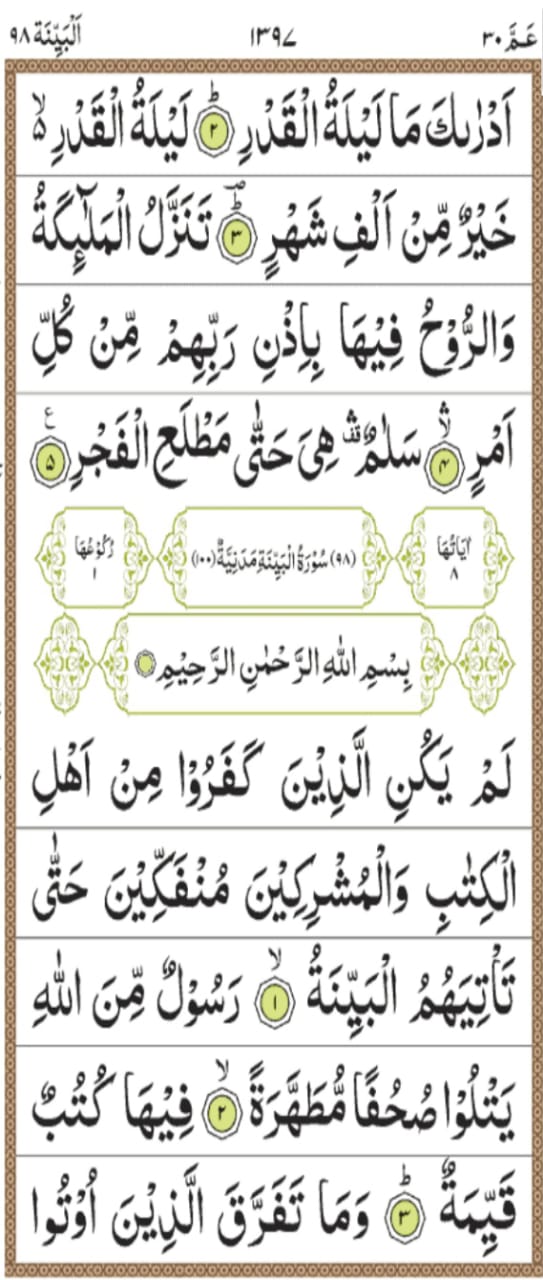 عَمَّ ٣٠ ١٣٩٧ اَلْبَيِّنَة ٩٨
اَدْرٰىكَ مَا لَيْلَةُ الْقَدْرِ ؕ ﴿٢﴾ لَيْلَةُ الْقَدْرِ ۙ۬
خَيْرٌ مِّنْ اَلْفِ شَهْرٍ ؕؔ ﴿٣﴾ تَنَزَّلُ الْمَلٰٓئِكَةُ
وَالرُّوْحُ فِيْهَا بِاِذْنِ رَبِّهِمْ مِّنْ كُلِّ
اَمْرٍ ۛۙ ﴿٤﴾ سَلٰمٌ ۛ قف هِىَ حَتّٰى مَطْلَعِ الْفَجْرِ ﴿٥﴾ ع
اٰيَاتُهَا ٨ (٩٨) سُوْرَةُ الْبَيِّنَةِ مَدَنِيَّةٌ (١٠٠) رُكُوْعُهَا ١
بِسْمِ اللّٰهِ الرَّحْمٰنِ الرَّحِيْمِ
لَمْ يَكُنِ الَّذِيْنَ كَفَرُوْا مِنْ اَهْلِ
الْكِتٰبِ وَالْمُشْرِكِيْنَ مُنْفَكِّيْنَ حَتّٰى
تَاْتِيَهُمُ الْبَيِّنَةُ ۙ ﴿١﴾ رَسُوْلٌ مِّنَ اللّٰهِ
يَتْلُوْا صُحُفًا مُّطَهَّرَةً ۙ ﴿٢﴾ فِيْهَا كُتُبٌ
قَيِّمَةٌ ؕ ﴿٣﴾ وَمَا تَفَرَّقَ الَّذِيْنَ اُوْتُوا